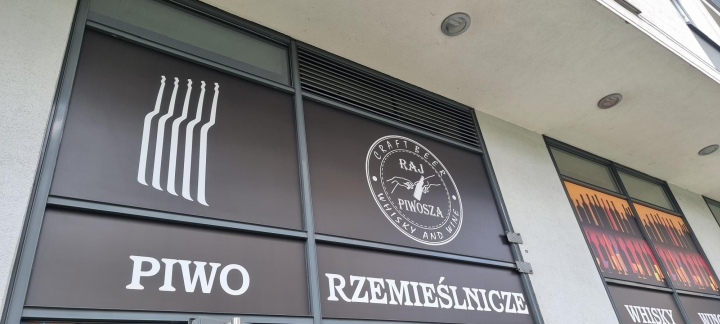 CRAFT BEER
RAJ
PIWOSZA
WHISKY AND WINE
PIWO
RZEMIEŚLNICZE
WHISKY